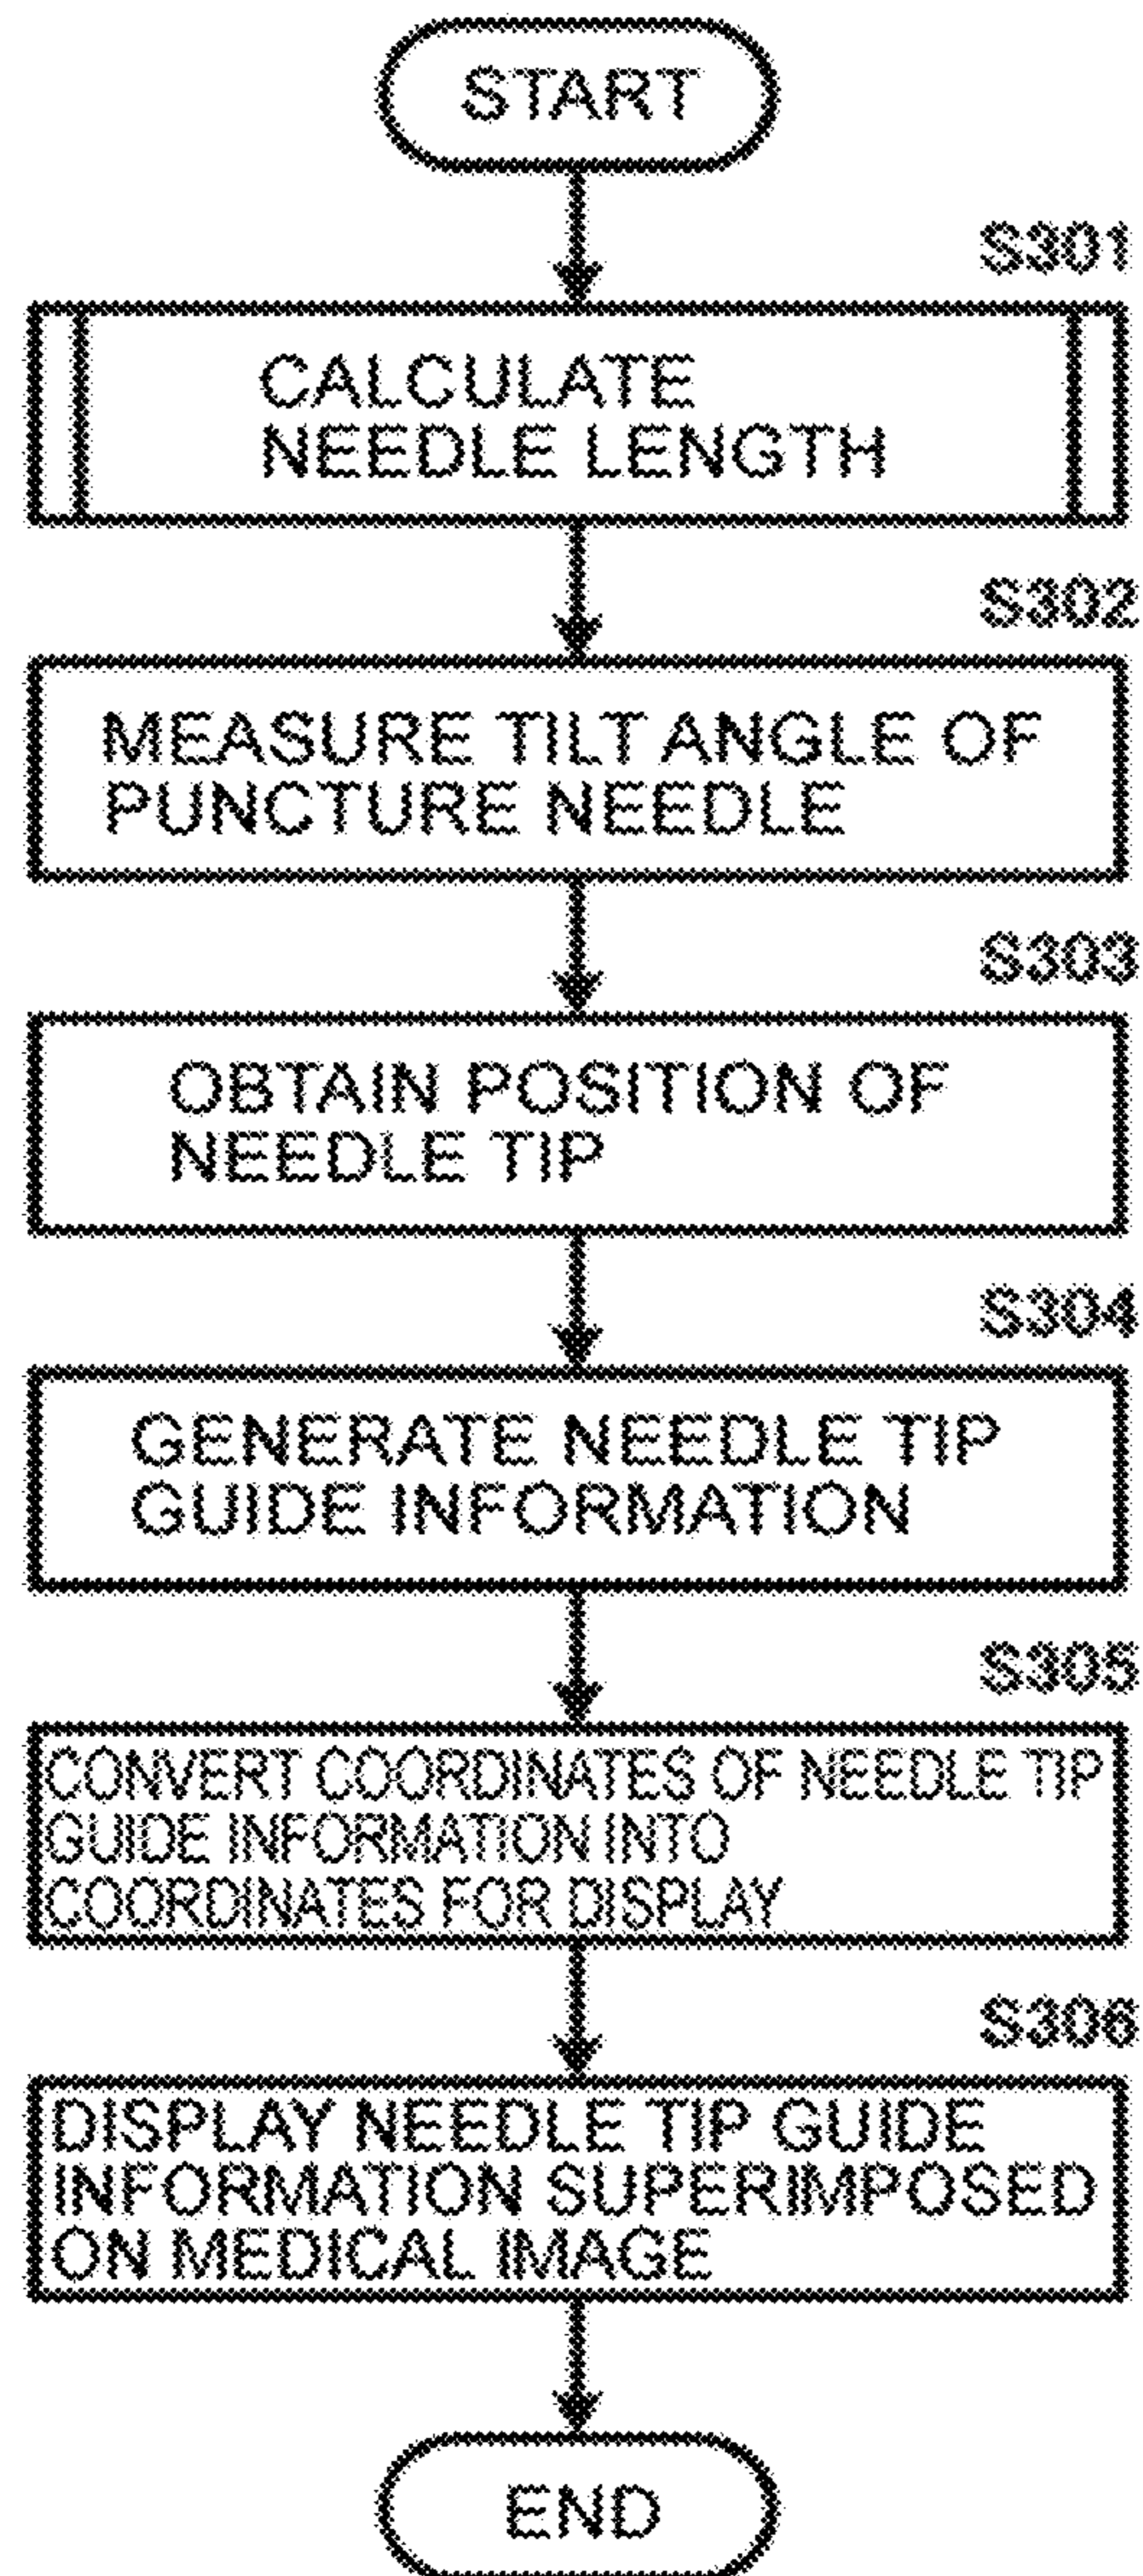 START
S301
CALCULATE
NEEDLE LENGTH
S302
MEASURE TILT ANGLE OF
PUNCTURE NEEDLE
S303
OBTAIN POSITION OF
NEEDLE TIP
S304
GENERATE NEEDLE TIP
GUIDE INFORMATION
S305
CONVERT COORDINATES OF NEEDLE TIP
GUIDE INFORMATION INTO
COORDINATES FOR DISPLAY
S306
DISPLAY NEEDLE TIP GUIDE
INFORMATION SUPERIMPOSED
ON MEDICAL IMAGE
END